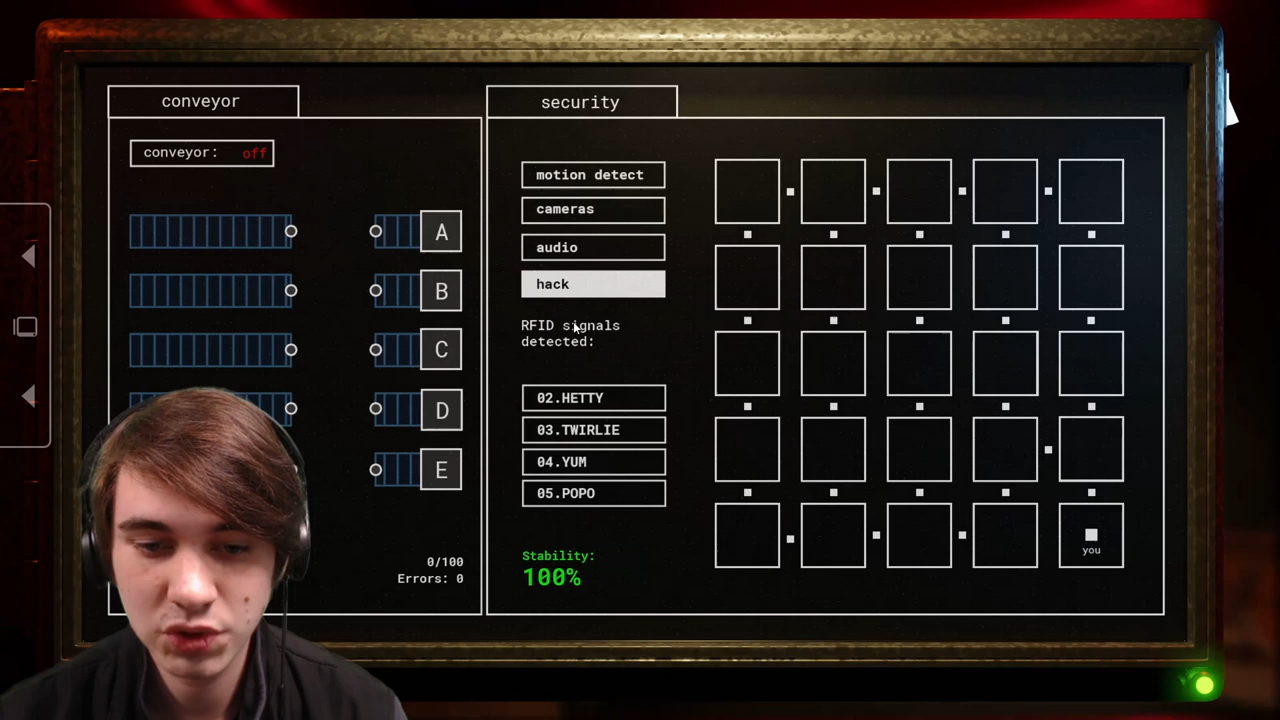 conveyor
conveyor: off
A
B
C
D
E
0/100
Errors: 0
security
motion detect
cameras
audio
hack
RFID signals
detected:
02.HETTY
03.TWIRLIE
04.YUM
05.POPO
Stability:
100%
you